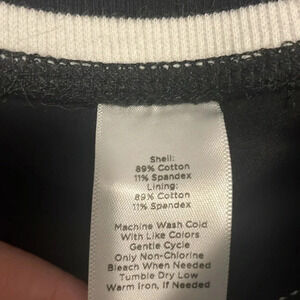 Shell:
89% Cotton
11% Spandex
Lining:
89% Cotton
11% Spandex
Machine Wash Cold
With Like Colors
Gentle Cycle
Only Non-Chlorine
Bleach When Needed
Tumble Dry Low
Warm Iron, If Needed